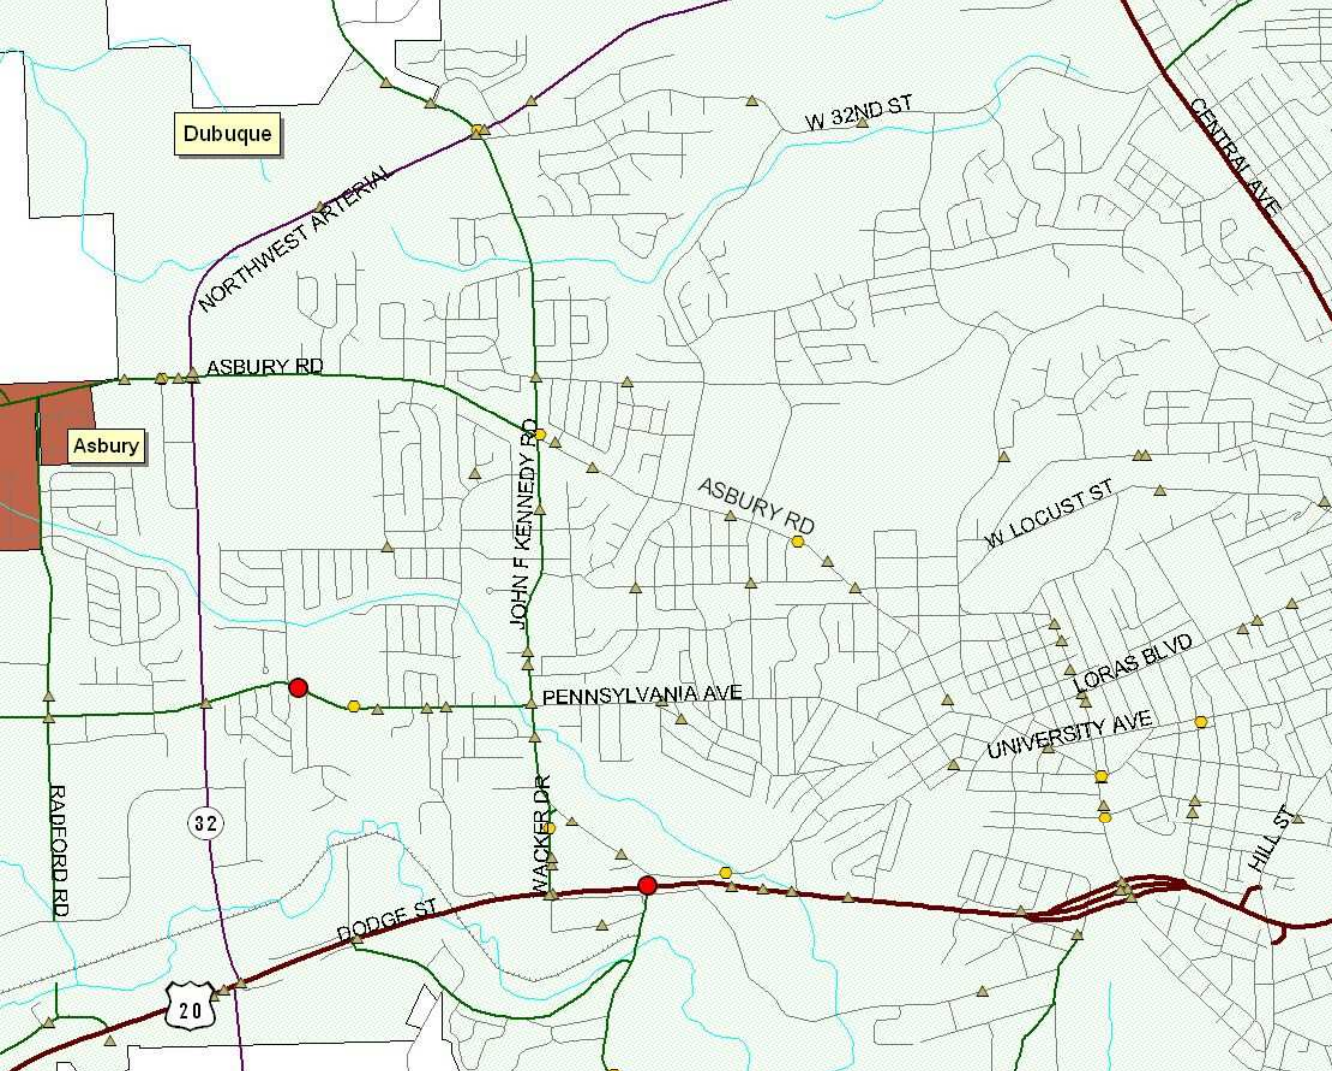 W 32ND ST
CENTRAL AVE
Dubuque
NORTHWEST ARTERIAL
ASBURY RD
Asbury
JOHN F KENNEDY RD
ASBURY RD
W LOCUST ST
LORAS BLVD
PENNSYLVANIA AVE
UNIVERSITY AVE
RADFORD RD
32
WACKER DR
HILL ST
DODGE ST
20